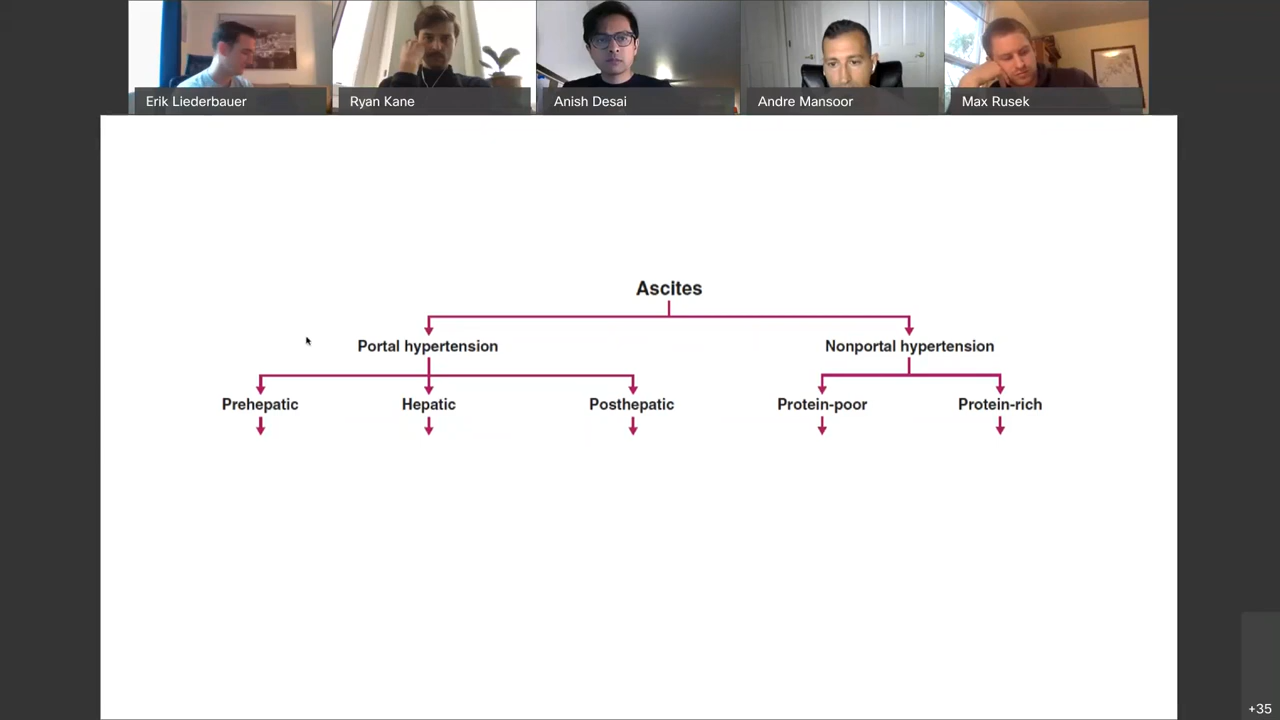 Erik Liederbauer
Ryan Kane
Anish Desai
Andre Mansoor
Max Rusek
Ascites
Portal hypertension
Nonportal hypertension
Prehepatic
Hepatic
Posthepatic
Protein-poor
Protein-rich
+35